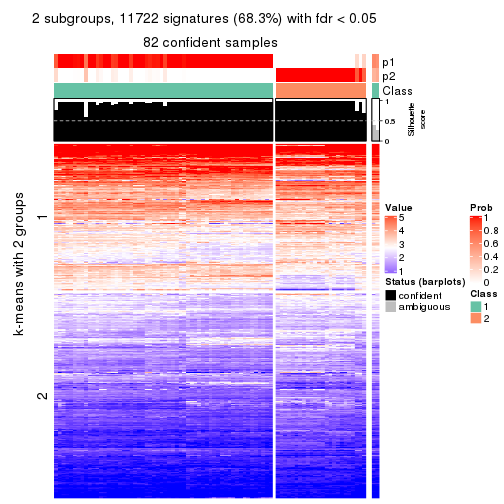 2 subgroups, 11722 signatures (68.3%) with fdr < 0.05
82 confident samples
p1
p2
Class
1
0.5
0
Silhouette
score
k-means with 2 groups
1
2
Value
5
4
3
2
1
Status (barplots)
confident
ambiguous
Prob
1
0.8
0.6
0.4
0.2
0
Class
1
2